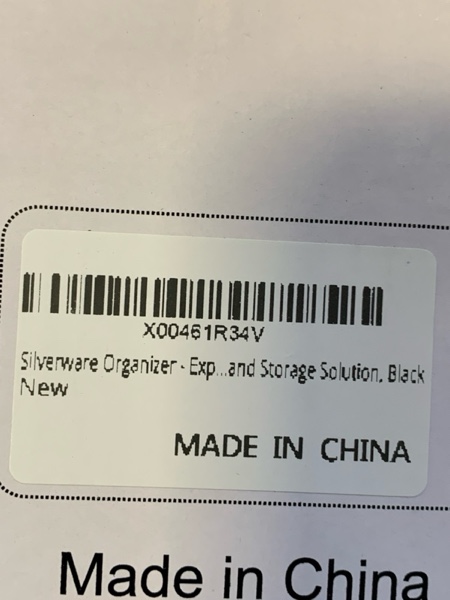 X00461R34V
Silverware Organizer - Exp...and Storage Solution, Black
New
MADE IN CHINA
Made in China